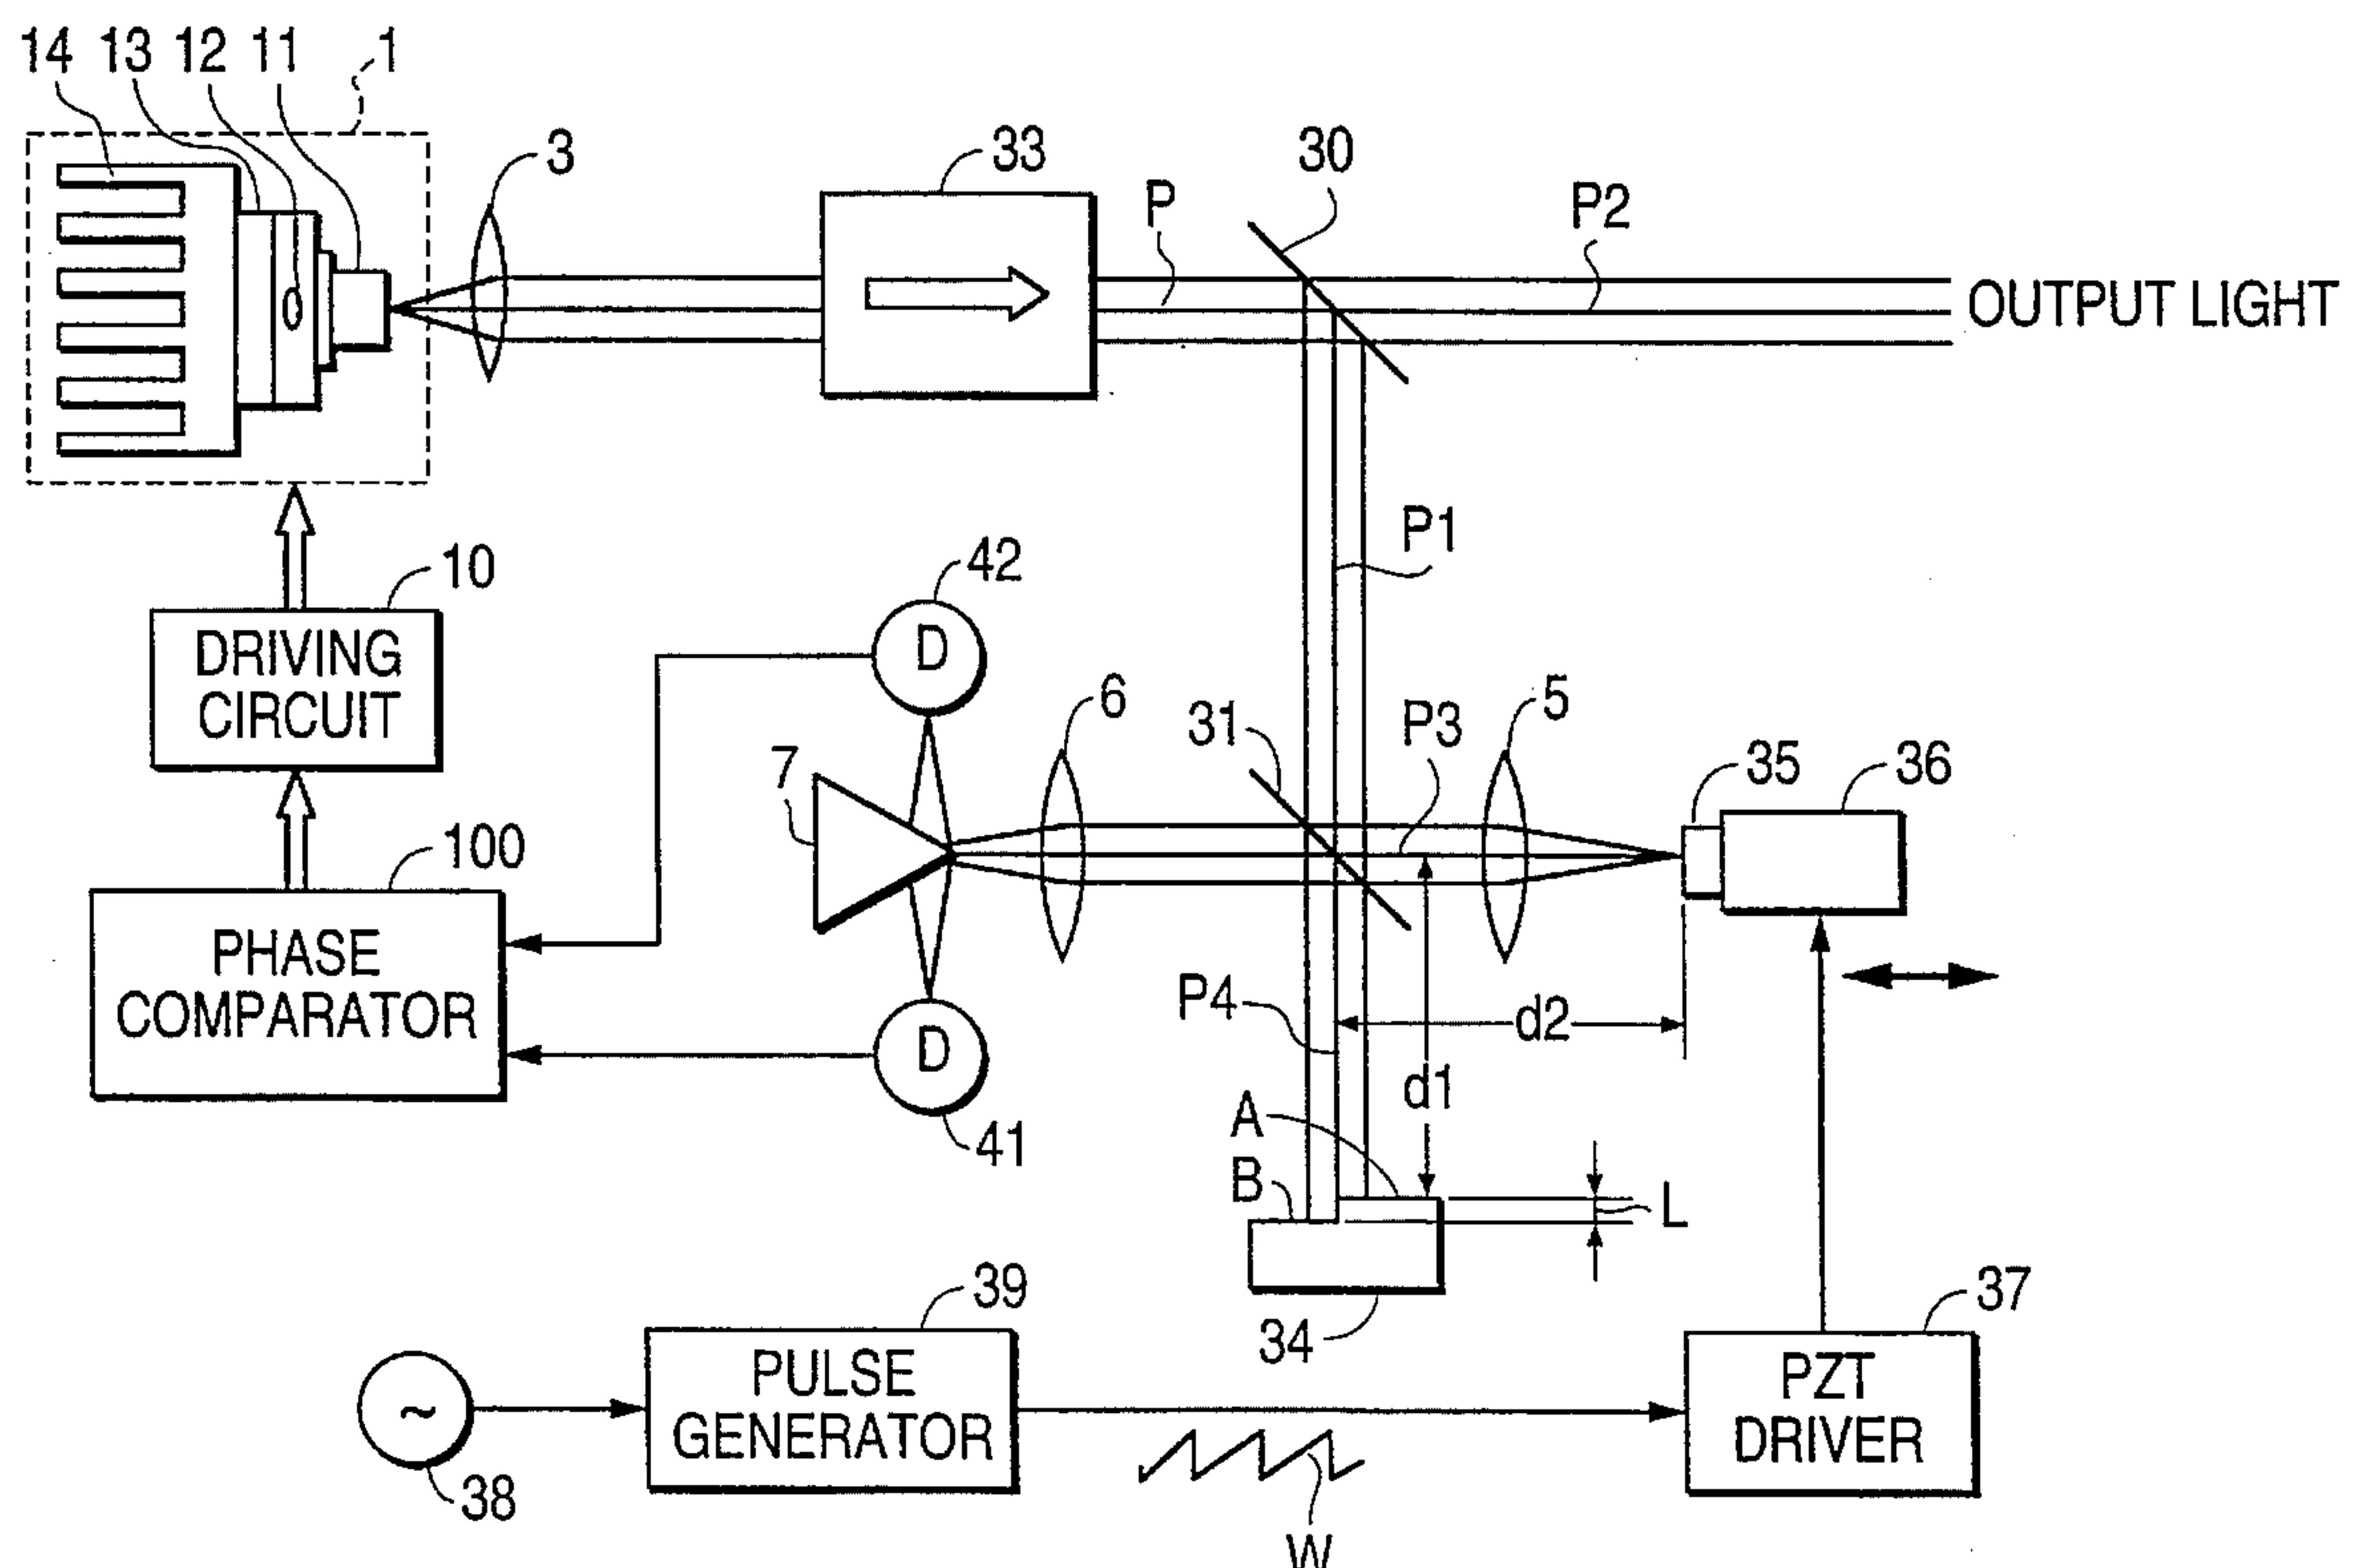 14 13 12 11 1
3
33
30
P
P2
OUTPUT LIGHT
P1
10
DRIVING
CIRCUIT
42
D
6
31
P3
5
7
35
36
100
PHASE
COMPARATOR
P4
d2
d1
D
41
A
B
L
34
39
37
PULSE
GENERATOR
PZT
DRIVER
~
38
W